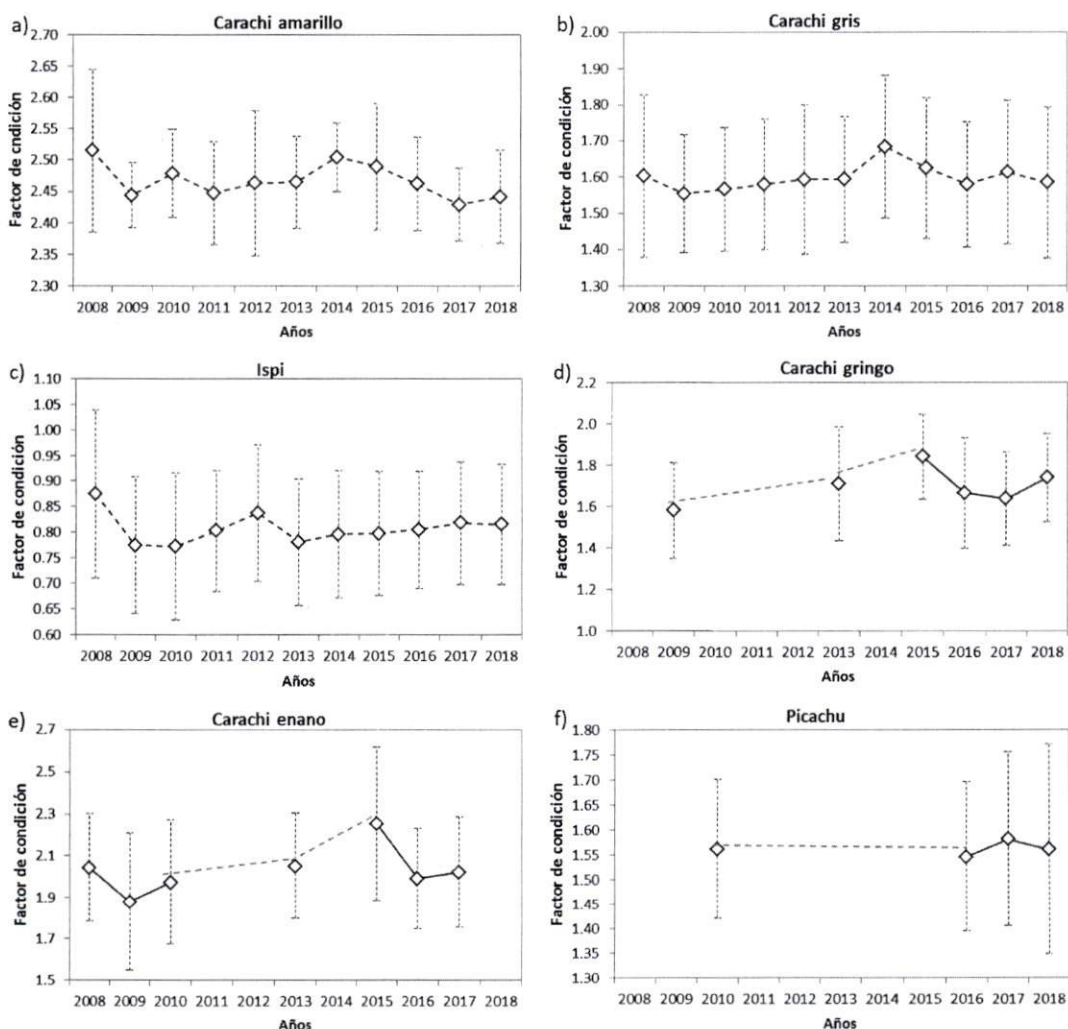 a)
Carachi amarillo
Factor de cndición
2.70
2.65
2.60
2.55
2.50
2.45
2.40
2.35
2.30
2008 2009 2010 2011 2012 2013 2014 2015 2016 2017 2018
Años
b)
Carachi gris
Factor de condición
2.00
1.90
1.80
1.70
1.60
1.50
1.40
1.30
2008 2009 2010 2011 2012 2013 2014 2015 2016 2017 2018
Años
c)
Ispi
Factor de condición
1.10
1.05
1.00
0.95
0.90
0.85
0.80
0.75
0.70
0.65
0.60
2008 2009 2010 2011 2012 2013 2014 2015 2016 2017 2018
Años
d)
Carachi gringo
Factor de condición
2.2
2.0
1.8
1.6
1.4
1.2
1.0
2008 2009 2010 2011 2012 2013 2014 2015 2016 2017 2018
Años
e)
Carachi enano
Factor de condición
2.7
2.5
2.3
2.1
1.9
1.7
1.5
2008 2009 2010 2011 2012 2013 2014 2015 2016 2017 2018
Años
f)
Picachu
Factor de condición
1.80
1.75
1.70
1.65
1.60
1.55
1.50
1.45
1.40
1.35
1.30
2008 2009 2010 2011 2012 2013 2014 2015 2016 2017 2018
Años